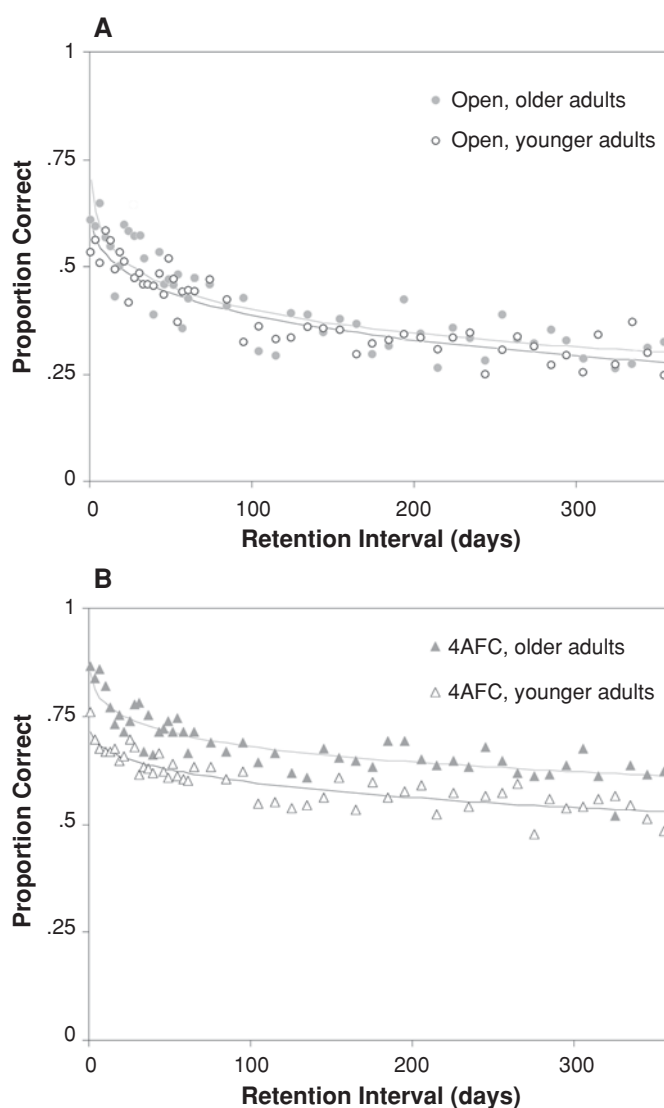 A
1
Open, older adults
Open, younger adults
.75
.5
.25
0
Proportion Correct
0 100 200 300
Retention Interval (days)
B
1
4AFC, older adults
4AFC, younger adults
.75
.5
.25
0
Proportion Correct
0 100 200 300
Retention Interval (days)